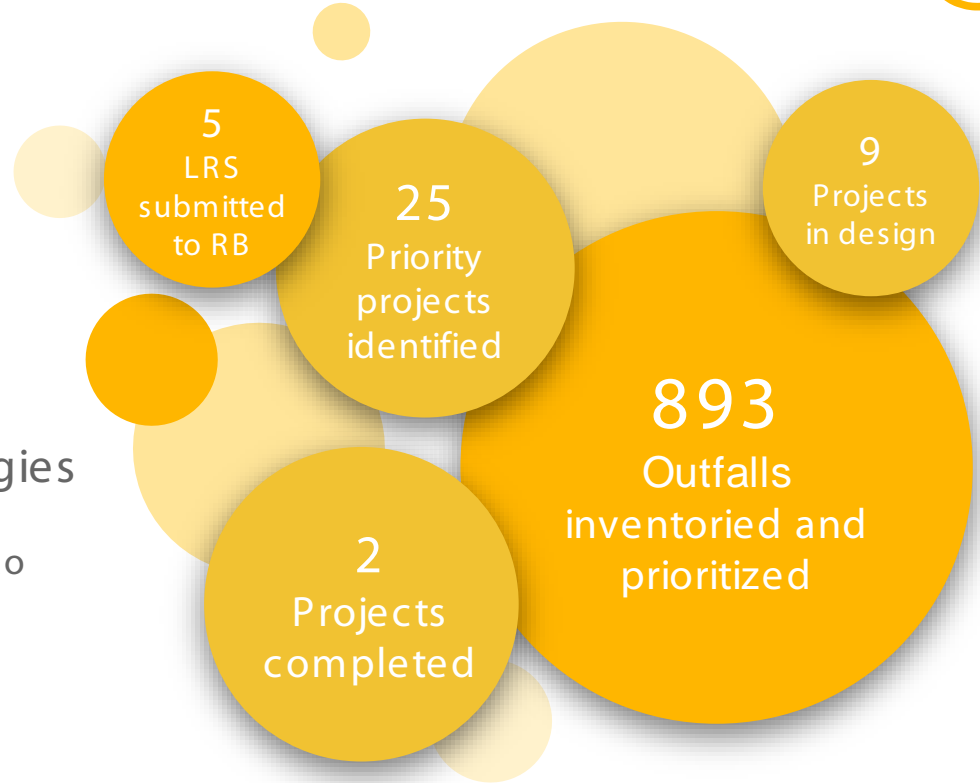 5
LRS
submitted
to RB
25
Priority
projects
identified
9
Projects
in design
893
Outfalls
inventoried and
prioritized
gies
o
2
Projects
completed